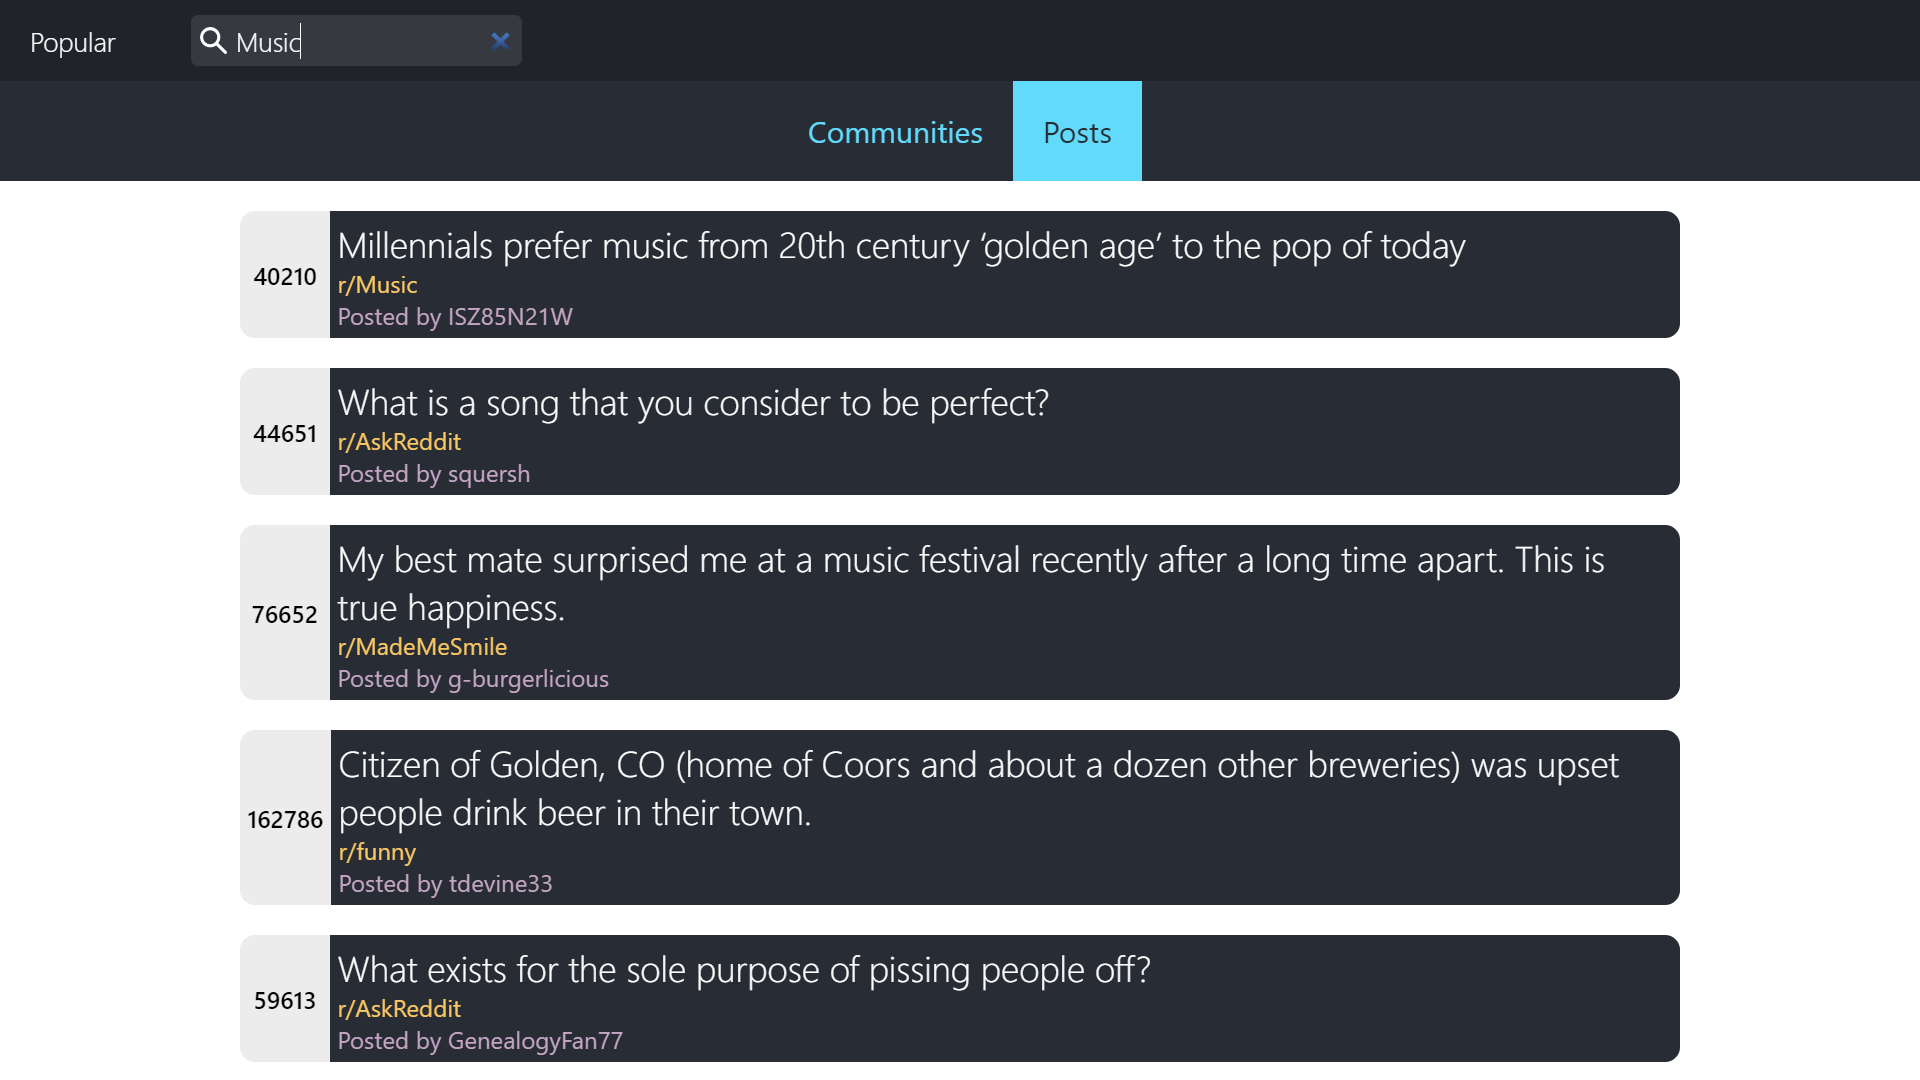 Popular
Music
Communities
Posts
40210
Millennials prefer music from 20th century ‘golden age’ to the pop of today
r/Music
Posted by ISZ85N21W
44651
What is a song that you consider to be perfect?
r/AskReddit
Posted by squersh
76652
My best mate surprised me at a music festival recently after a long time apart. This is
true happiness.
r/MadeMeSmile
Posted by g-burgerlicious
162786
Citizen of Golden, CO (home of Coors and about a dozen other breweries) was upset
people drink beer in their town.
r/funny
Posted by tdevine33
59613
What exists for the sole purpose of pissing people off?
r/AskReddit
Posted by GenealogyFan77